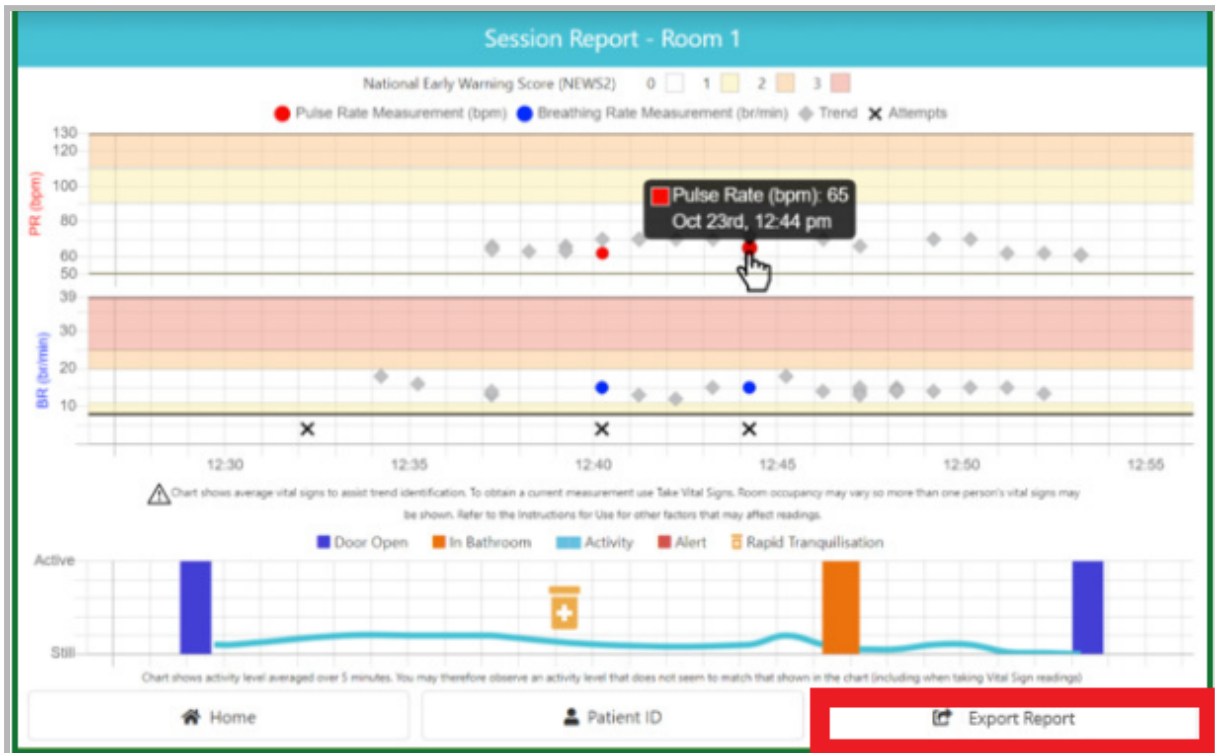 Session Report - Room 1
National Early Warning Score (NEWS2) 0 1 2 3
Pulse Rate Measurement (bpm) Breathing Rate Measurement (br/min) Trend Attempts
130
120
100
80
60
50
PR (bpm)
Pulse Rate (bpm): 65
Oct 23rd, 12:44 pm
39
30
20
10
BR (br/min)
12:30 12:35 12:40 12:45 12:50 12:55
Chart shows average vital signs to assist trend identification. To obtain a current measurement use Take Vital Signs. Room occupancy may vary so more than one person's vital signs may
be shown. Refer to the Instructions for Use for other factors that may affect readings.
Door Open In Bathroom Activity Alert Rapid Tranquilisation
Active
Still
Chart shows activity level averaged over 5 minutes. You may therefore observe an activity level that does not seem to match that shown in the chart (including when taking Vital Sign readings)
Home Patient ID Export Report